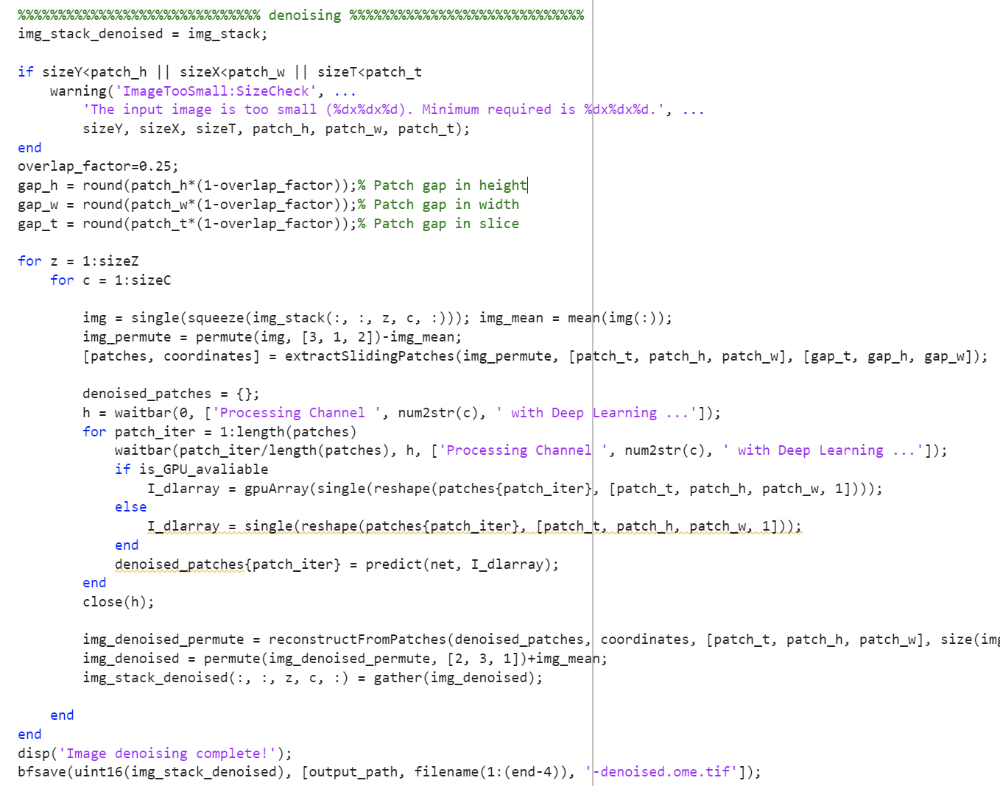 %%%%%%%%%%%%%%%%%%%%%%%%%%%%%% denoising %%%%%%%%%%%%%%%%%%%%%%%%%%%%%
img_stack_denoised = img_stack;
if sizeY<patch_h || sizeX<patch_w || sizeT<patch_t
    warning('ImageTooSmall:SizeCheck', ...
        'The input image is too small (%dx%dx%d). Minimum required is %dx%dx%d.', ...
        sizeY, sizeX, sizeT, patch_h, patch_w, patch_t);
end
overlap_factor=0.25;
gap_h = round(patch_h*(1-overlap_factor));% Patch gap in height
gap_w = round(patch_w*(1-overlap_factor));% Patch gap in width
gap_t = round(patch_t*(1-overlap_factor));% Patch gap in slice
for z = 1:sizeZ
    for c = 1:sizeC
        img = single(squeeze(img_stack(:, :, z, c, :))); img_mean = mean(img(:));
        img_permute = permute(img, [3, 1, 2])-img_mean;
        [patches, coordinates] = extractSlidingPatches(img_permute, [patch_t, patch_h, patch_w], [gap_t, gap_h, gap_w]);
        denoised_patches = {};
        h = waitbar(0, ['Processing Channel ', num2str(c), ' with Deep Learning ...']);
        for patch_iter = 1:length(patches)
            waitbar(patch_iter/length(patches), h, ['Processing Channel ', num2str(c), ' with Deep Learning ...']);
            if is_GPU_avaliable
                I_dlarray = gpuArray(single(reshape(patches{patch_iter}, [patch_t, patch_h, patch_w, 1])));
            else
                I_dlarray = single(reshape(patches{patch_iter}, [patch_t, patch_h, patch_w, 1]));
            end
            denoised_patches{patch_iter} = predict(net, I_dlarray);
        end
        close(h);
        img_denoised_permute = reconstructFromPatches(denoised_patches, coordinates, [patch_t, patch_h, patch_w], size(img
        img_denoised = permute(img_denoised_permute, [2, 3, 1])+img_mean;
        img_stack_denoised(:, :, z, c, :) = gather(img_denoised);
    end
end
disp('Image denoising complete!');
bfsave(uint16(img_stack_denoised), [output_path, filename(1:(end-4)), '-denoised.ome.tif']);